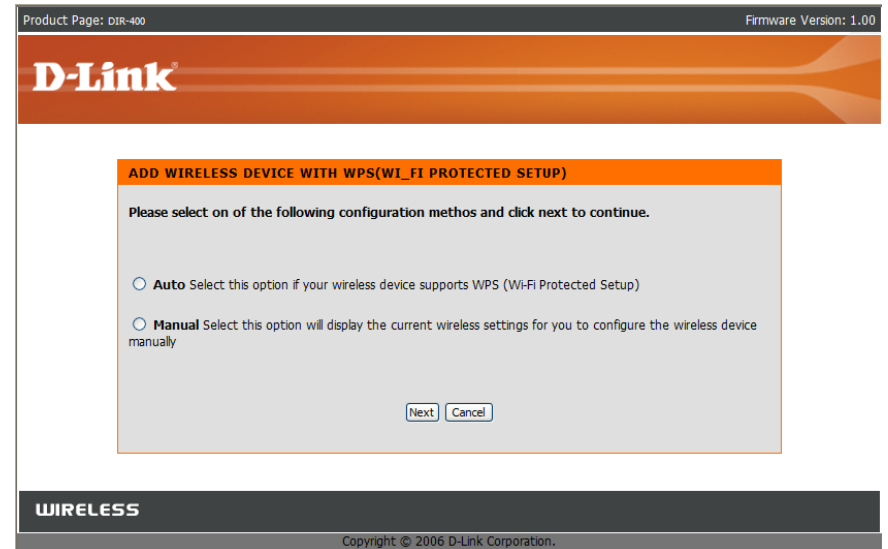 Product Page: DIR-400 Firmware Version: 1.00
D-Link®
ADD WIRELESS DEVICE WITH WPS(WI_FI PROTECTED SETUP)
Please select on of the following configuration methos and click next to continue.
Auto Select this option if your wireless device supports WPS (Wi-Fi Protected Setup)
Manual Select this option will display the current wireless settings for you to configure the wireless device
manually
Next Cancel
WIRELESS
Copyright © 2006 D-Link Corporation.